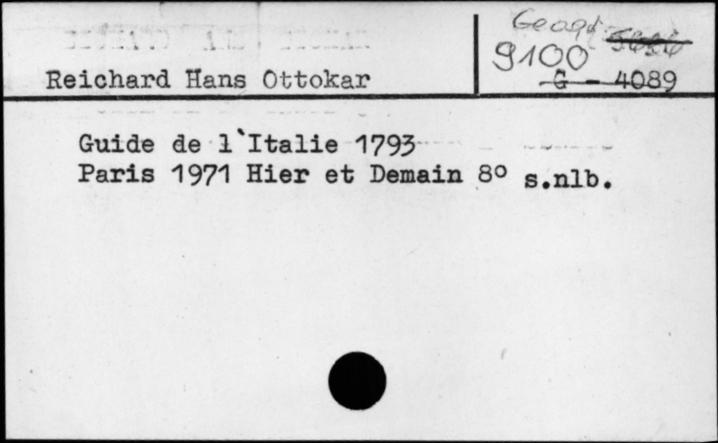 Geogr.
9100
G - 4089
Reichard Hans Ottokar
Guide de l`Italie 1793
Paris 1971 Hier et Demain 8° s.nlb.